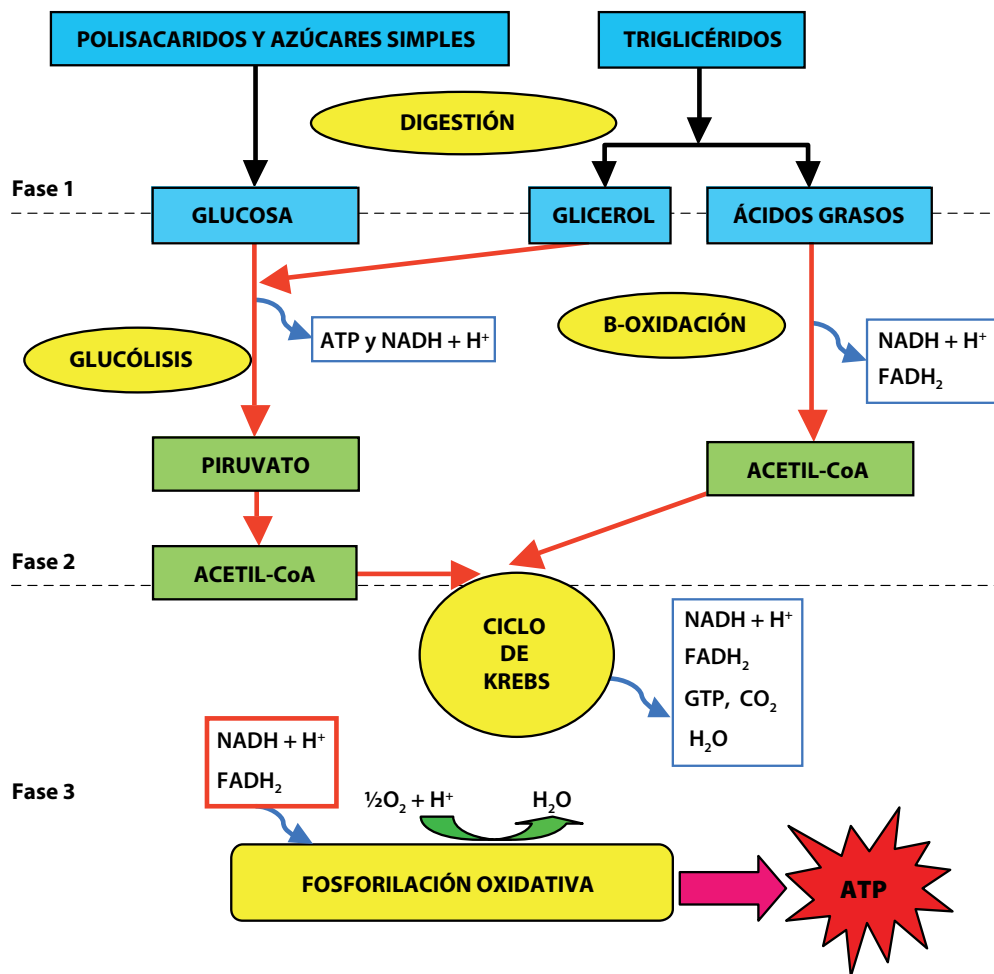 POLISACARIDOS Y AZÚCARES SIMPLES
TRIGLICÉRIDOS
DIGESTIÓN
Fase 1
GLUCOSA
GLICEROL
ÁCIDOS GRASOS
ATP y NADH + H⁺
B-OXIDACIÓN
NADH + H⁺
FADH₂
GLUCÓLISIS
PIRUVATO
ACETIL-CoA
Fase 2
ACETIL-CoA
CICLO
DE
KREBS
NADH + H⁺
FADH₂
GTP, CO₂
H₂O
NADH + H⁺
FADH₂
Fase 3
½O₂ + H⁺
H₂O
FOSFORILACIÓN OXIDATIVA
ATP